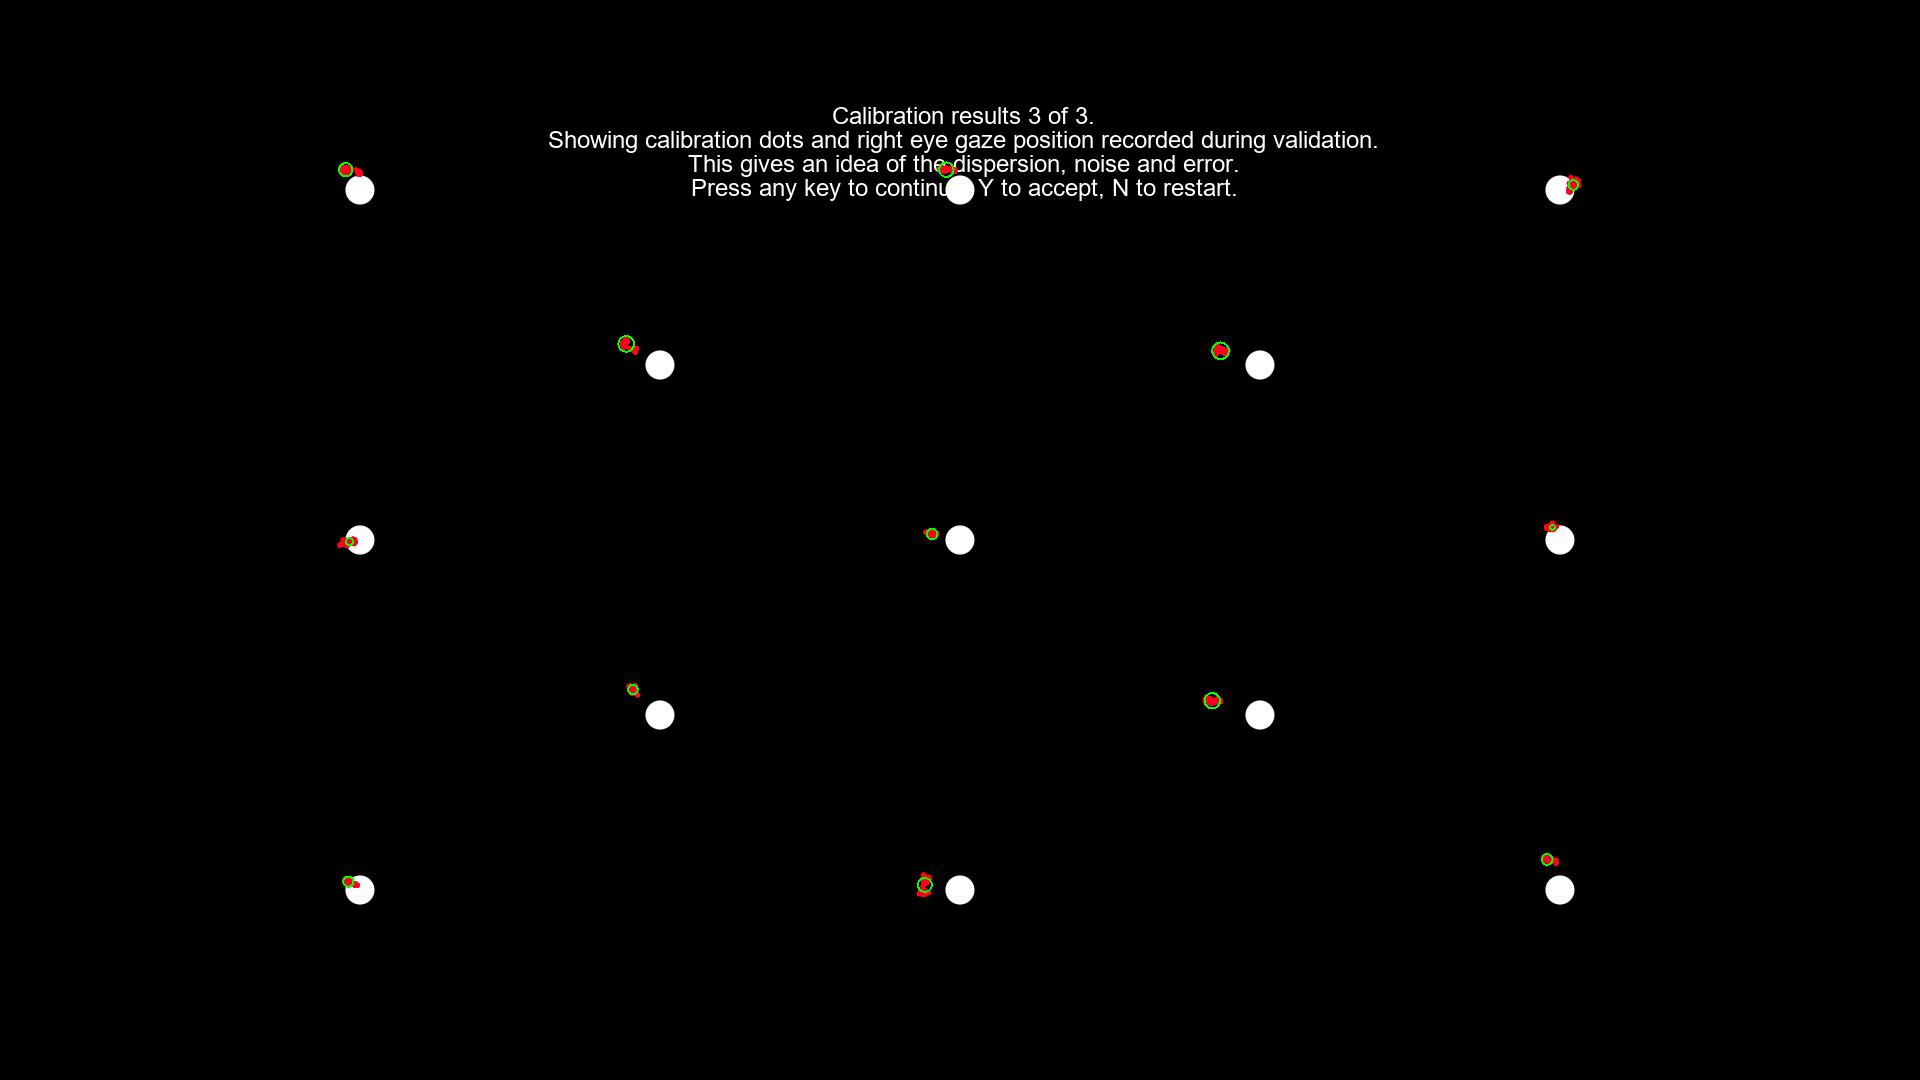 Calibration results 3 of 3.
Showing calibration dots and right eye gaze position recorded during validation.
This gives an idea of the dispersion, noise and error.
Press any key to continu Y to accept, N to restart.